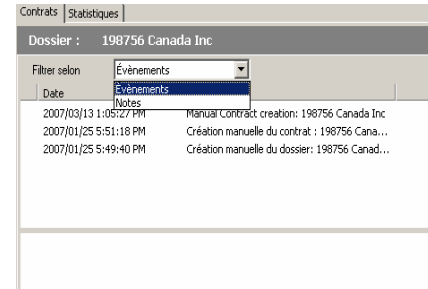 Contrats Statistiques
Dossier : 198756 Canada Inc
Filtrer selon Évènements
Évènements
Date
Notes
2007/03/13 1:05:27 PM Manual Contract creation: 198756 Canada Inc
2007/01/25 5:51:18 PM Création manuelle du contrat : 198756 Cana...
2007/01/25 5:49:40 PM Création manuelle du dossier: 198756 Canad...